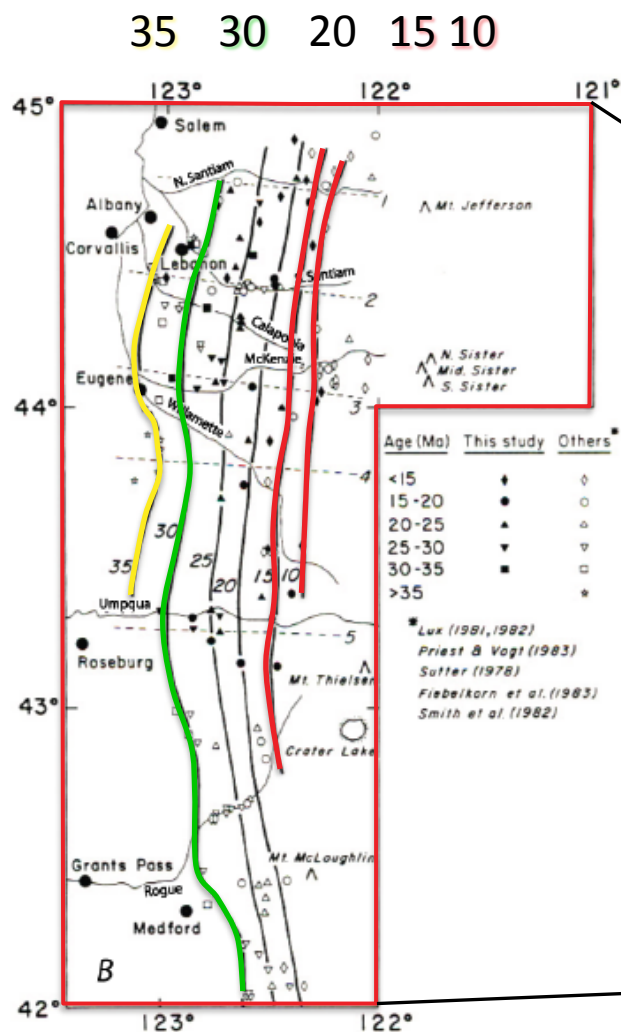 35 30 20 15 10
123° 122° 121°
45°
Salem
N. Santiam
1
Albany
Mt. Jefferson
Corvallis
Lebanon
S. Santiam
2
Calapooia
McKenzie
N. Sister
Mid. Sister
S. Sister
Eugene
44°
3
Willamette
Age (Ma) This study Others*
4
<15
15-20
30
20-25
25
35
20
15 10
25-30
30-35
Umpqua
>35
5
*Lux (1981,1982)
Roseburg
Priest & Vogt (1983)
Mt. Thielsen
Sutter (1978)
Fiebelkorn et al. (1983)
43°
Smith et al. (1982)
Crater Lake
Mt. McLoughlin
Grants Pass
Rogue
Medford
B
42°
123° 122°